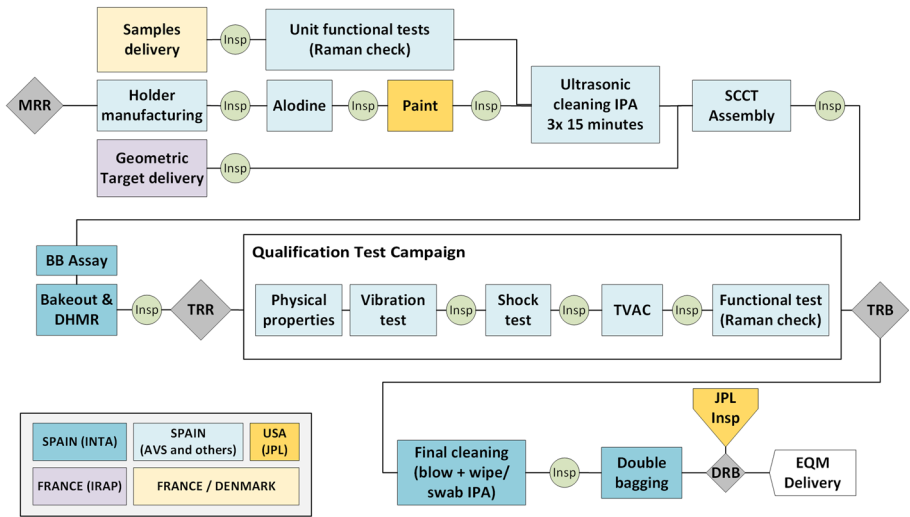 Samples
delivery
Insp
Unit functional tests
(Raman check)
MRR
Holder
manufacturing
Insp
Alodine
Insp
Paint
Insp
Ultrasonic
cleaning IPA
3x 15 minutes
SCCT
Assembly
Insp
Geometric
Target delivery
Insp
BB Assay
Bakeout &
DHMR
Insp
TRR
Qualification Test Campaign
Physical
properties
Vibration
test
Insp
Shock
test
Insp
TVAC
Insp
Functional test
(Raman check)
TRB
JPL
Insp
Final cleaning
(blow + wipe/
swab IPA)
Insp
Double
bagging
DRB
EQM
Delivery
SPAIN (INTA)
SPAIN
(AVS and others)
USA
(JPL)
FRANCE (IRAP)
FRANCE / DENMARK